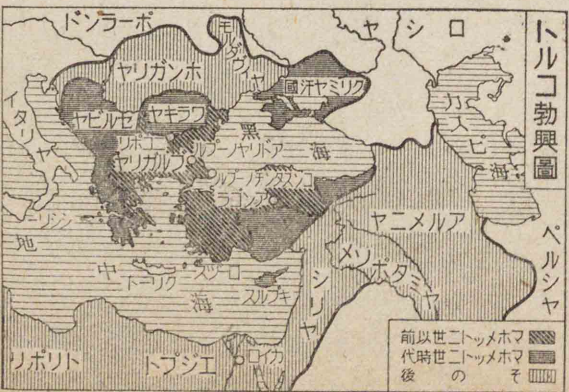 トルコ勃興圖
ロシヤ
ポーランド
モルダヴィヤ
ホンガリヤ
クリミヤ汗國
カスピ海
イタリヤ
セルビヤ
ワラキヤ
黒海
ニコポリ
ブルガリヤ
アドリヤノープル
コンスタンチノープル
アンゴラ
アルメニヤ
ペルシヤ
メソポタミヤ
シリヤ
シシリー
地中海
クリート
ローヅス
キプルス
トリポリ
エジプト
カイロ
マホメット二世以前
マホメット二世時代
その後